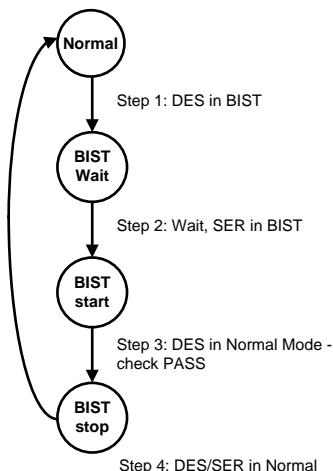 Normal
Step 1: DES in BIST
BIST
Wait
Step 2: Wait, SER in BIST
BIST
start
Step 3: DES in Normal Mode -
check PASS
BIST
stop
Step 4: DES/SER in Normal